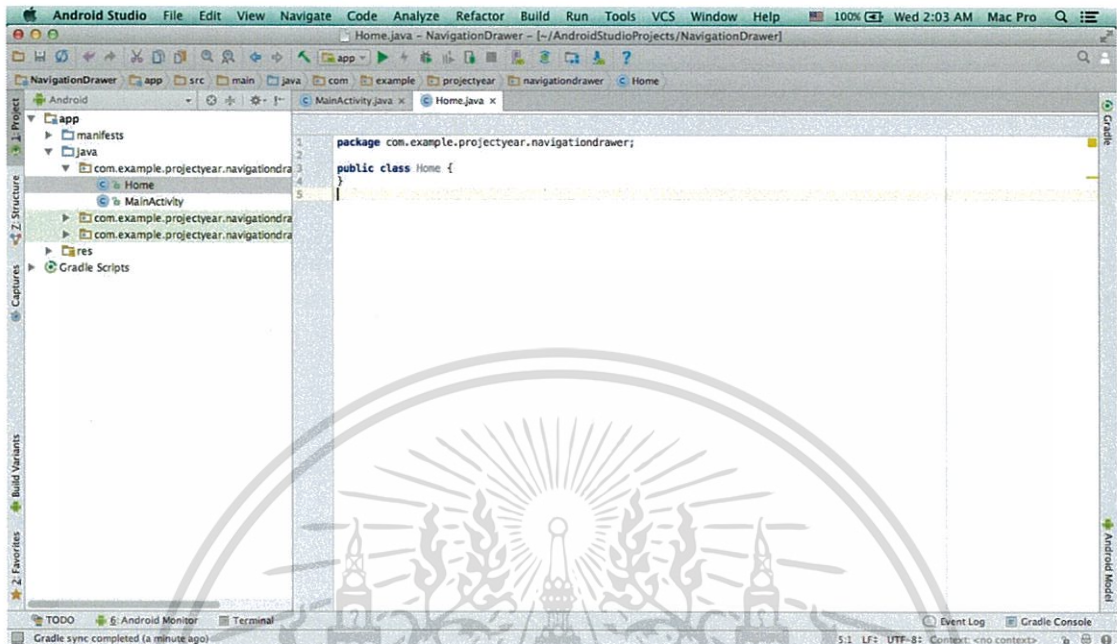 Android Studio File Edit View Navigate Code Analyze Refactor Build Run Tools VCS Window Help 100% Wed 2:03 AM Mac Pro
Home.java - NavigationDrawer - [~/AndroidStudioProjects/NavigationDrawer]
app
NavigationDrawer app src main java com example projectyear navigationdrawer Home
Android
MainActivity.java Home.java
1: Project
Z: Structure
Captures
Build Variants
2: Favorites
app
manifests
java
com.example.projectyear.navigationdra
Home
MainActivity
com.example.projectyear.navigationdra
com.example.projectyear.navigationdra
res
Gradle Scripts
1 package com.example.projectyear.navigationdrawer;
2
3 public class Home {
4 }
5
Gradle
Android Model
TODO 6: Android Monitor Terminal Event Log Gradle Console
Gradle sync completed (a minute ago) 5:1 LF: UTF-8: Context: <no context>